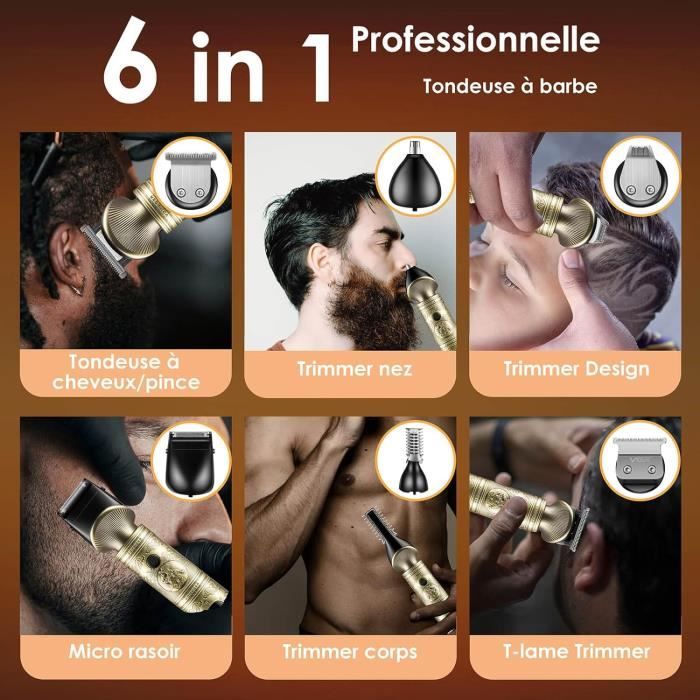 6 in 1
Professionnelle
Tondeuse à barbe
Tondeuse à
cheveux/pince
Trimmer nez
Trimmer Design
Micro rasoir
Trimmer corps
T-lame Trimmer